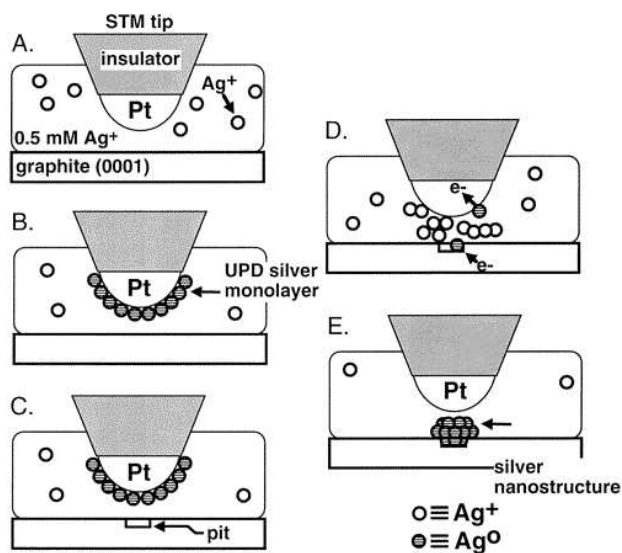 A.
STM tip
insulator
Pt
Ag+
0.5 mM Ag+
graphite (0001)
B.
Pt
UPD silver
monolayer
C.
Pt
pit
D.
e-
e-
E.
Pt
silver
nanostructure
○≡Ag+
≡Ag⁰